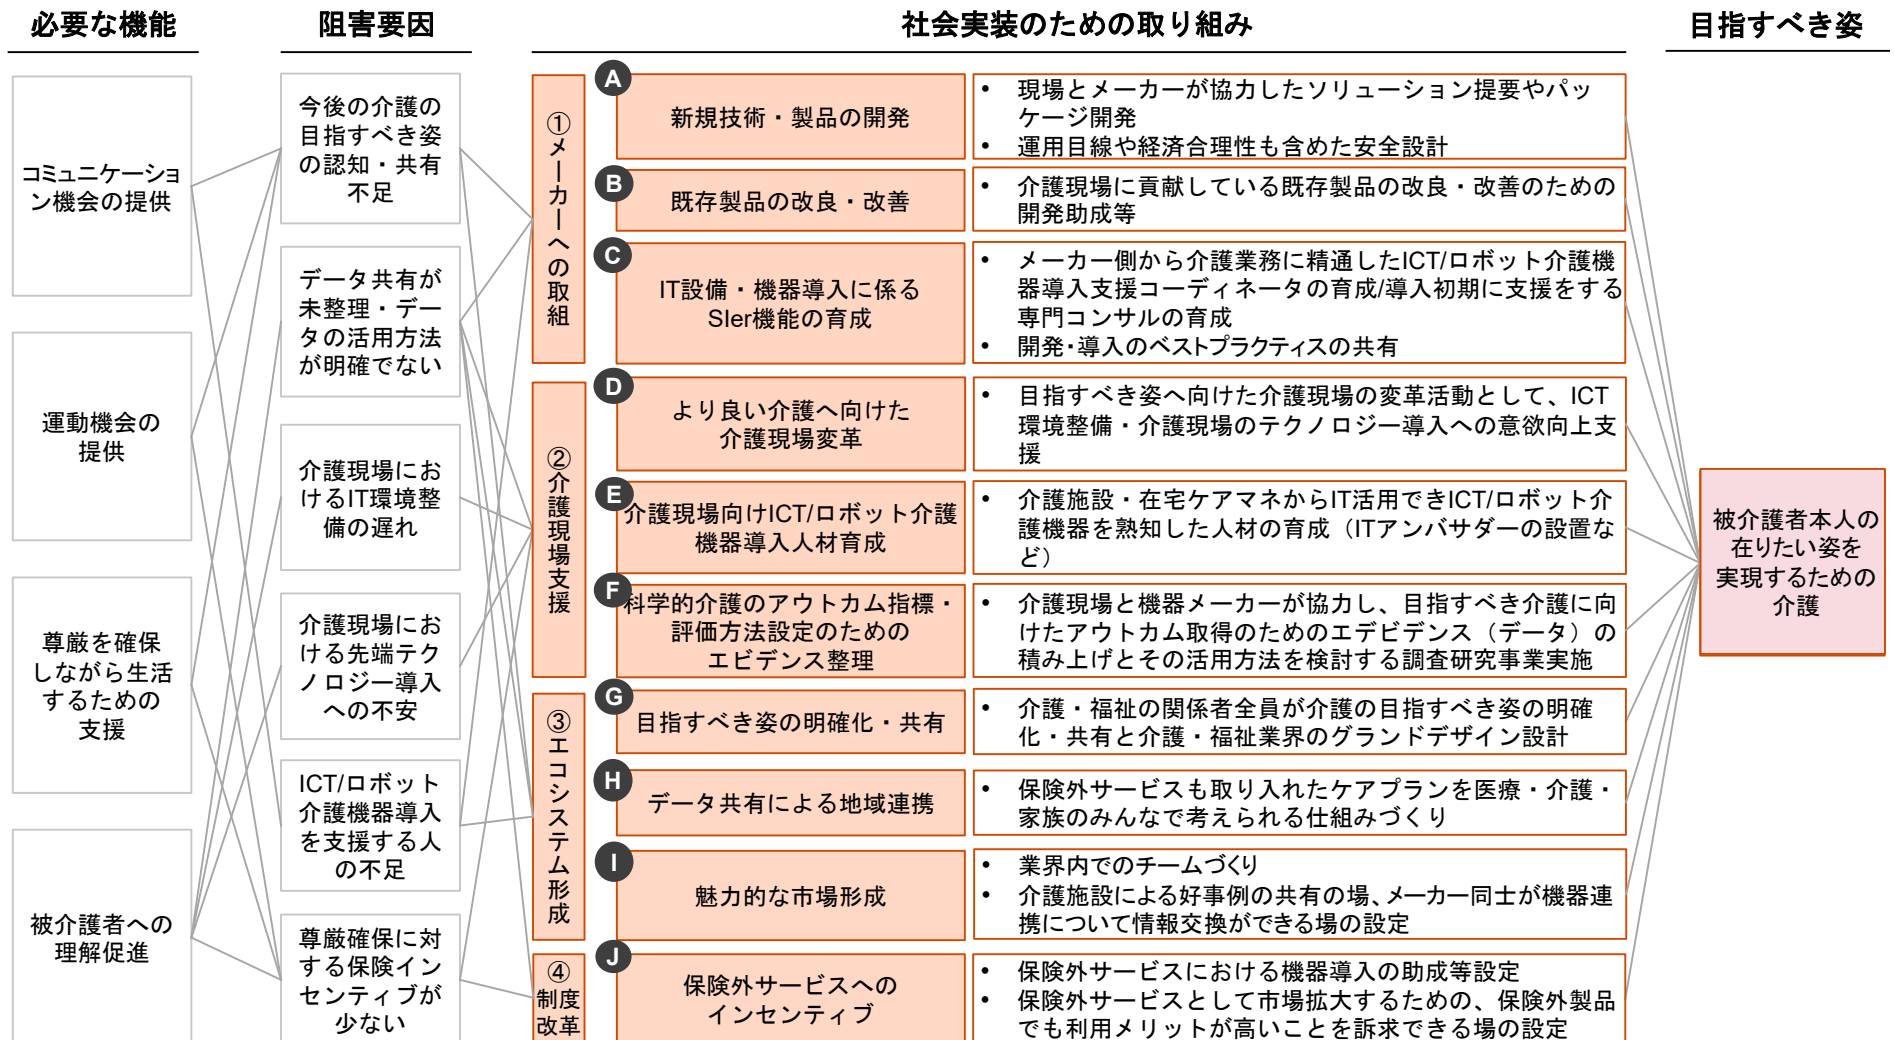 必要な機能
阻害要因
社会実装のための取り組み
目指すべき姿
コミュニケーショ
ン機会の提供
運動機会の
提供
尊厳を確保
しながら生活
するための
支援
被介護者への
理解促進
今後の介護の
目指すべき姿
の認知・共有
不足
データ共有が
未整理・デー
タの活用方法
が明確でない
介護現場にお
けるIT環境整
備の遅れ
介護現場にお
ける先端テク
ノロジー導入
への不安
ICT/ロボット
介護機器導入
を支援する人
の不足
尊厳確保に対
する保険イン
センティブが
少ない
①メーカーへの取組
A
新規技術・製品の開発
• 現場とメーカーが協力したソリューション提要やパッ
ケージ開発
• 運用目線や経済合理性も含めた安全設計
B
既存製品の改良・改善
• 介護現場に貢献している既存製品の改良・改善のための
開発助成等
C
IT設備・機器導入に係る
SIer機能の育成
• メーカー側から介護業務に精通したICT/ロボット介護機
器導入支援コーディネータの育成/導入初期に支援をする
専門コンサルの育成
• 開発・導入のベストプラクティスの共有
②介護現場支援
D
より良い介護へ向けた
介護現場変革
• 目指すべき姿へ向けた介護現場の変革活動として、ICT
環境整備・介護現場のテクノロジー導入への意欲向上支
援
E
介護現場向けICT/ロボット介護
機器導入人材育成
• 介護施設・在宅ケアマネからIT活用できICT/ロボット介
護機器を熟知した人材の育成（ITアンバサダーの設置な
ど）
F
科学的介護のアウトカム指標・
評価方法設定のための
エビデンス整理
• 介護現場と機器メーカーが協力し、目指すべき介護に向
けたアウトカム取得のためのエデビデンス（データ）の
積み上げとその活用方法を検討する調査研究事業実施
③エコシステム形成
G
目指すべき姿の明確化・共有
• 介護・福祉の関係者全員が介護の目指すべき姿の明確
化・共有と介護・福祉業界のグランドデザイン設計
H
データ共有による地域連携
• 保険外サービスも取り入れたケアプランを医療・介護・
家族のみんなで考えられる仕組みづくり
I
魅力的な市場形成
• 業界内でのチームづくり
• 介護施設による好事例の共有の場、メーカー同士が機器連
携について情報交換ができる場の設定
④
制度
改革
J
保険外サービスへの
インセンティブ
• 保険外サービスにおける機器導入の助成等設定
• 保険外サービスとして市場拡大するための、保険外製品
でも利用メリットが高いことを訴求できる場の設定
被介護者本人の
在りたい姿を
実現するための
介護